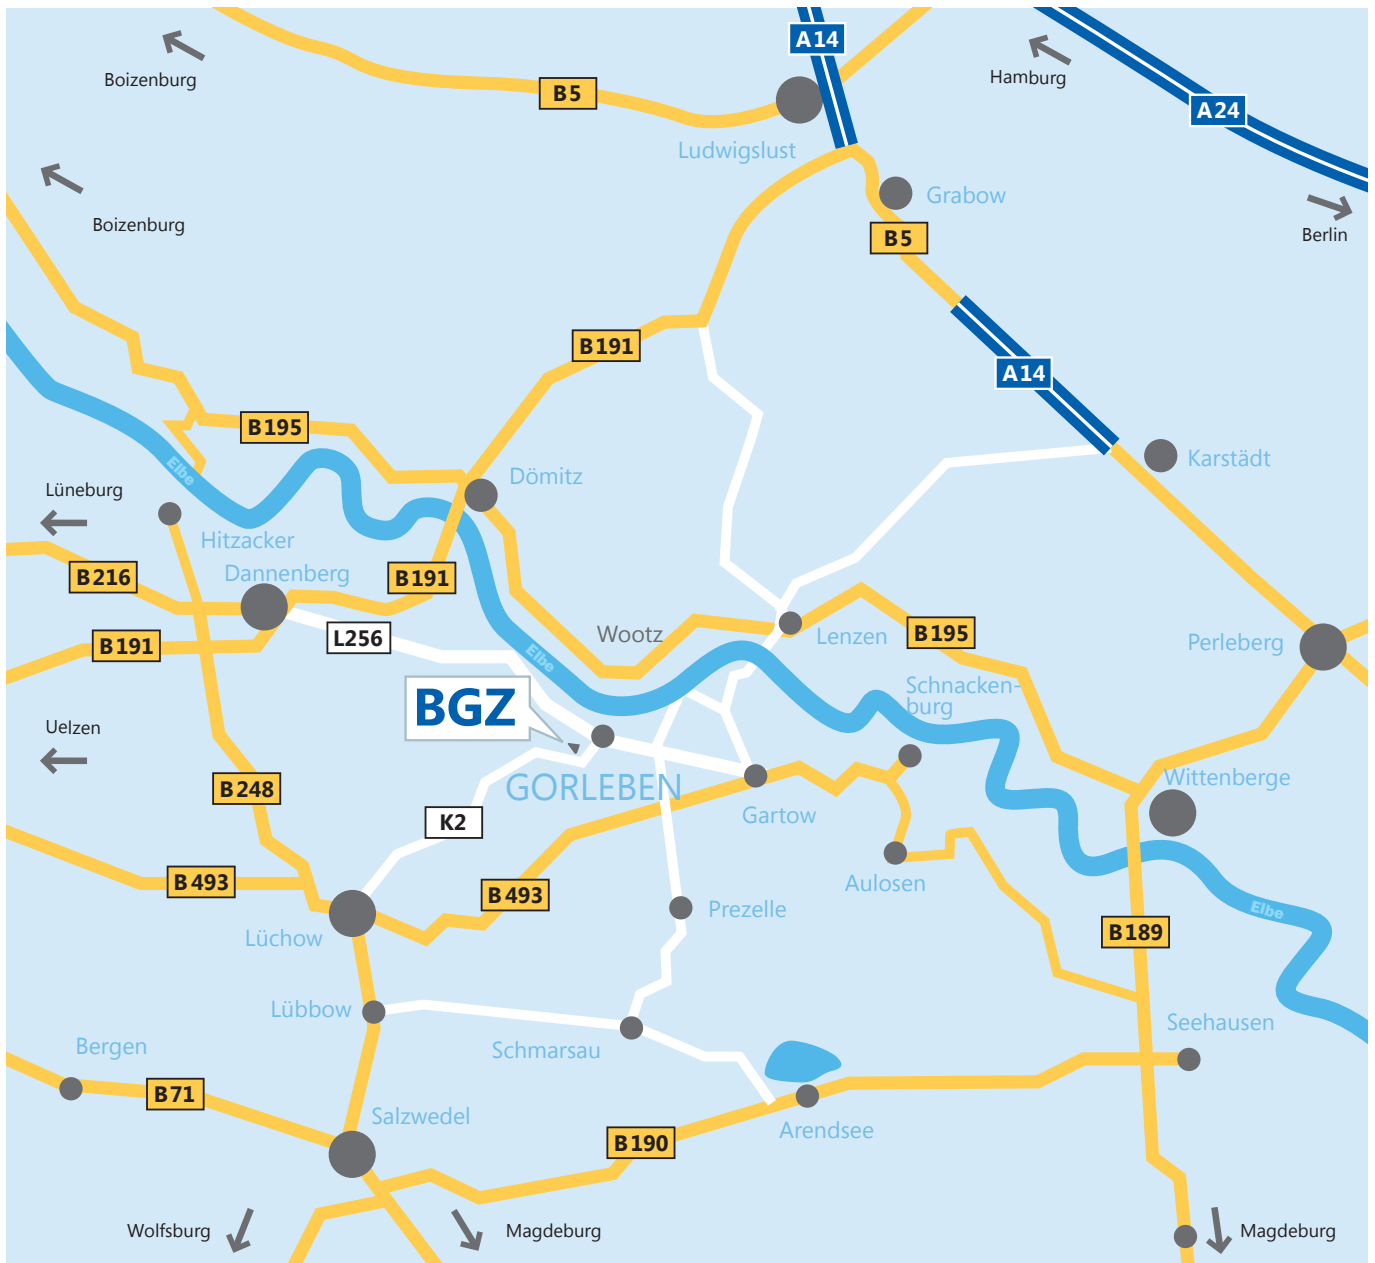 A14
Boizenburg
B5
Hamburg
A24
Ludwigslust
Grabow
Boizenburg
B5
Berlin
B191
A14
B195
Elbe
Karstädt
Dömitz
Lüneburg
Hitzacker
Dannenberg
B216
B191
Wootz
L256
B191
Lenzen
B195
Perleberg
Elbe
Schnacken-
burg
BGZ
Uelzen
GORLEBEN
Wittenberge
B248
K2
Gartow
B493
B493
Aulosen
Prezelle
Elbe
Lüchow
B189
Lübbow
Seehausen
Bergen
Schmarsau
B71
Salzwedel
Arendsee
B190
Wolfsburg
Magdeburg
Magdeburg